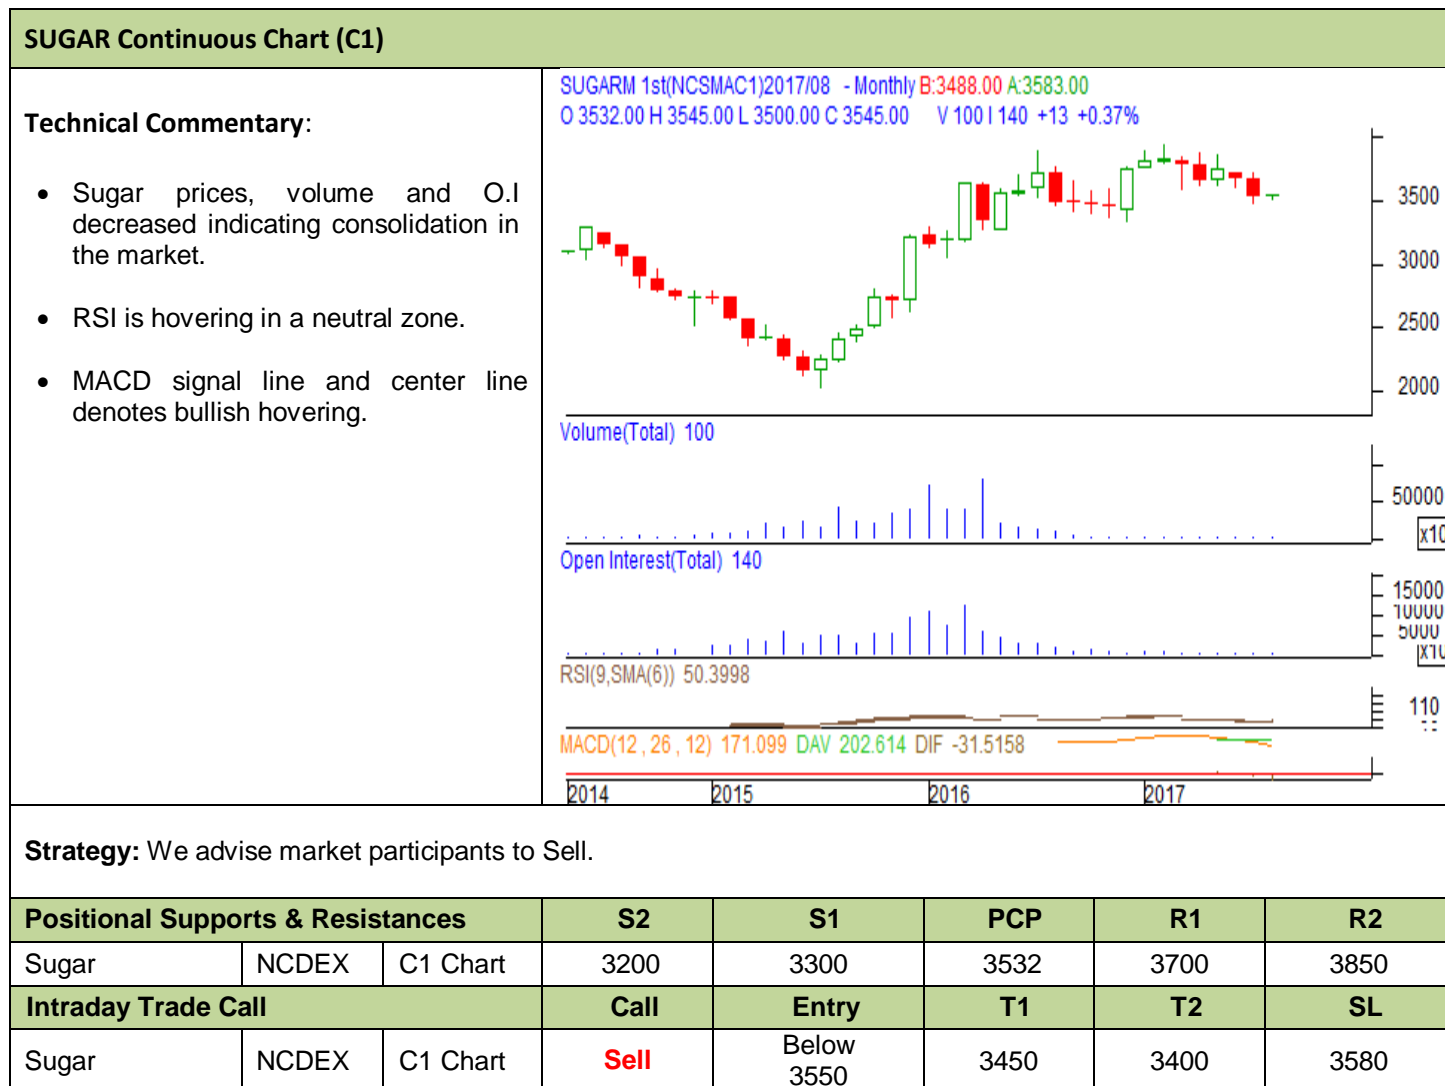 SUGAR Continuous Chart (C1)
Technical Commentary:
• Sugar prices, volume and O.I
decreased indicating consolidation in
the market.
• RSI is hovering in a neutral zone.
• MACD signal line and center line
denotes bullish hovering.
SUGARM 1st(NCSMAC1)2017/08 - Monthly B:3488.00 A:3583.00
O 3532.00 H 3545.00 L 3500.00 C 3545.00 V 100 I 140 +13 +0.37%
3500
3000
2500
2000
Volume(Total) 100
50000
x10
Open Interest(Total) 140
15000
10000
5000
x10
RSI(9,SMA(6)) 50.3998
110
MACD(12 , 26 , 12) 171.099 DAV 202.614 DIF -31.5158
2014 2015 2016 2017
Strategy: We advise market participants to Sell.
Positional Supports & Resistances S2 S1 PCP R1 R2
Sugar NCDEX C1 Chart 3200 3300 3532 3700 3850
Intraday Trade Call Call Entry T1 T2 SL
Sugar NCDEX C1 Chart Sell Below 3550 3450 3400 3580